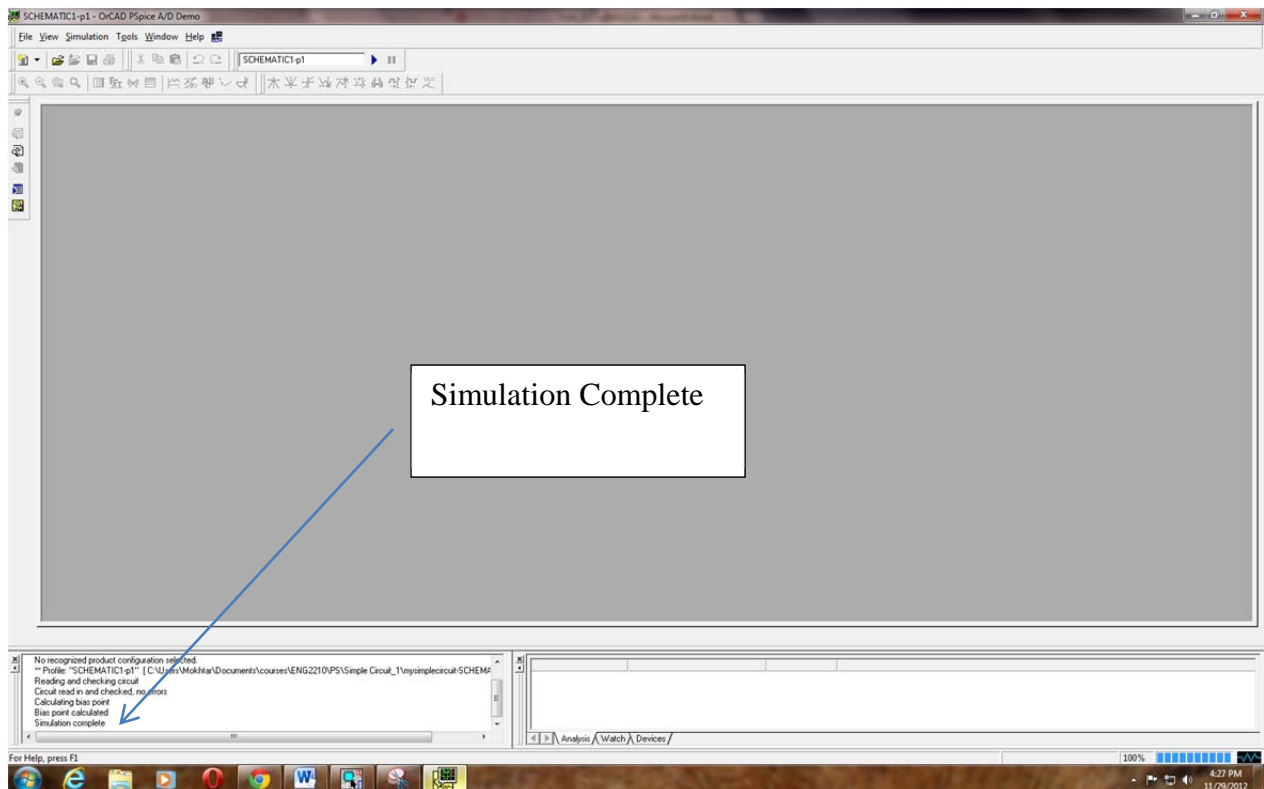 SCHEMATIC1-p1 - OrCAD PSpice A/D Demo
File View Simulation Tools Window Help
SCHEMATIC1-p1
Simulation Complete
No recognized product configuration selected.
** Profile: "SCHEMATIC1-p1" [ C:\Users\Mokhtar\Documents\courses\ENG2210\PS\Simple Circuit_1\mysimplecircuit-SCHEMA
Reading and checking circuit
Circuit read in and checked, no errors
Calculating bias point
Bias point calculated
Simulation complete
Analysis Watch Devices
For Help, press F1
100%
4:27 PM
11/29/2012